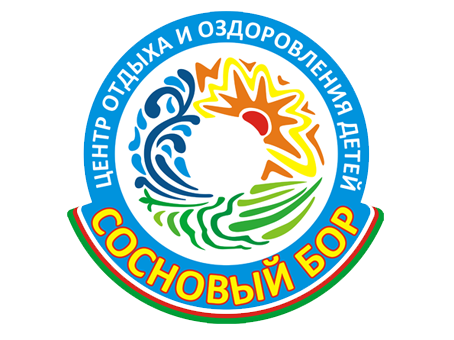 ЦЕНТР ОТДЫХА И ОЗДОРОВЛЕНИЯ ДЕТЕЙ
СОСНОВЫЙ БОР